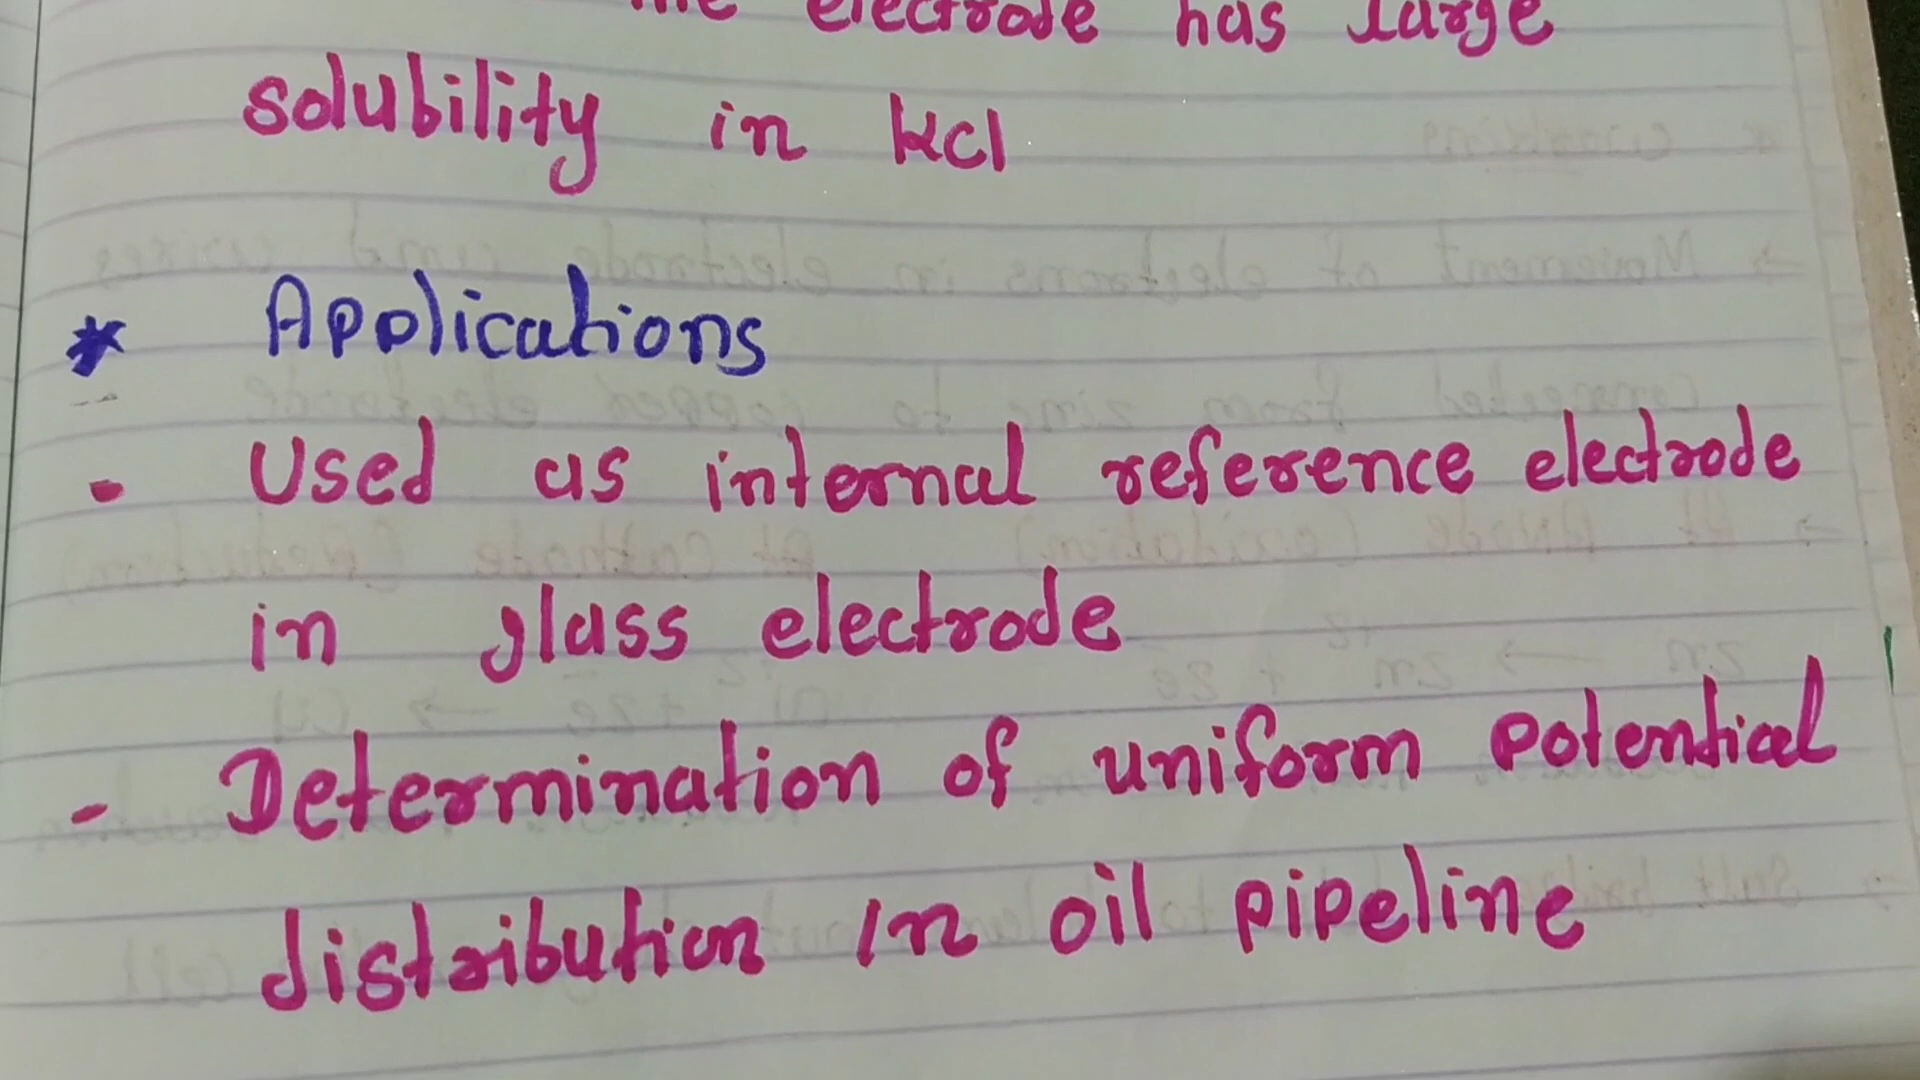 The electrode has large
solubility in KCl
* Applications
- Used as internal reference electrode
in glass electrode
- Determination of uniform potential
distribution in oil pipeline